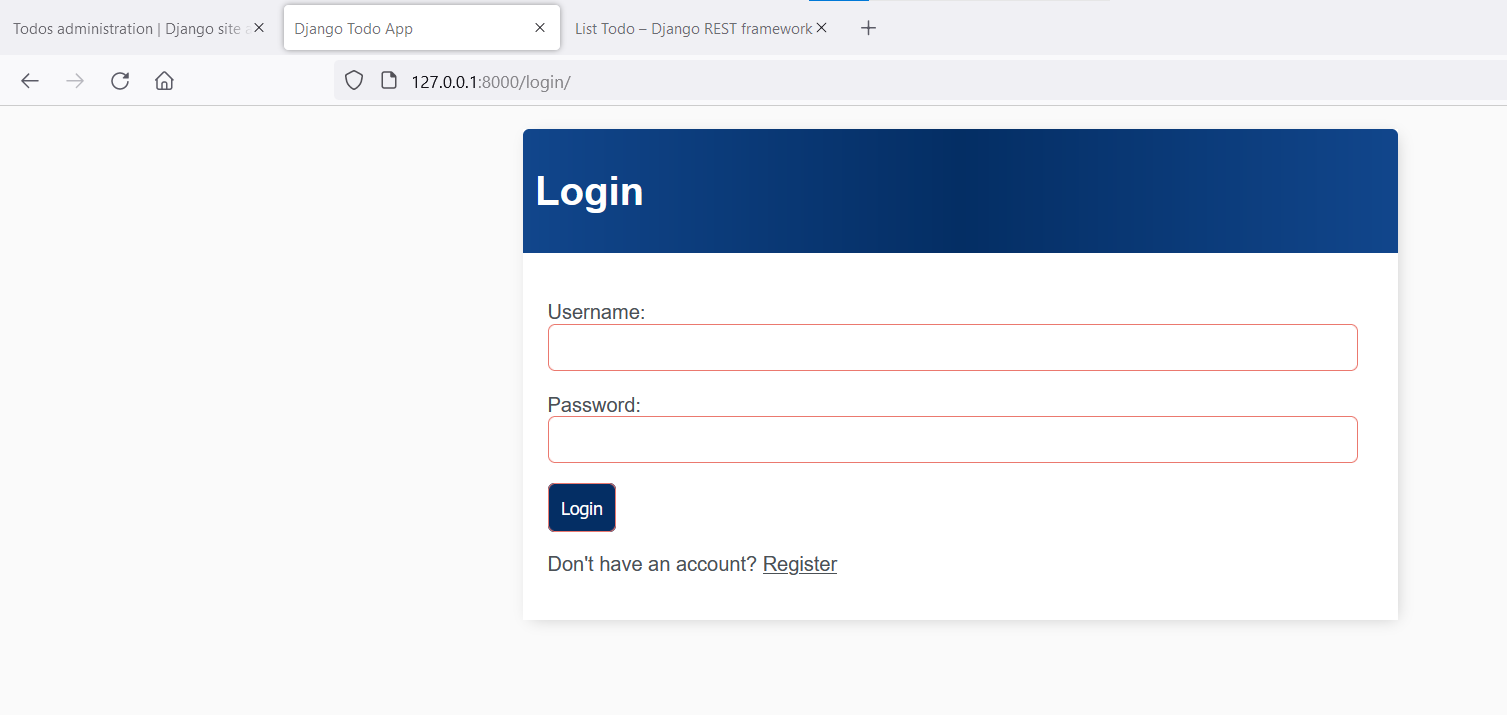 Todos administration | Django site a
Django Todo App
List Todo – Django REST framework
127.0.0.1:8000/login/
Login
Username:
Password:
Login
Don't have an account? Register